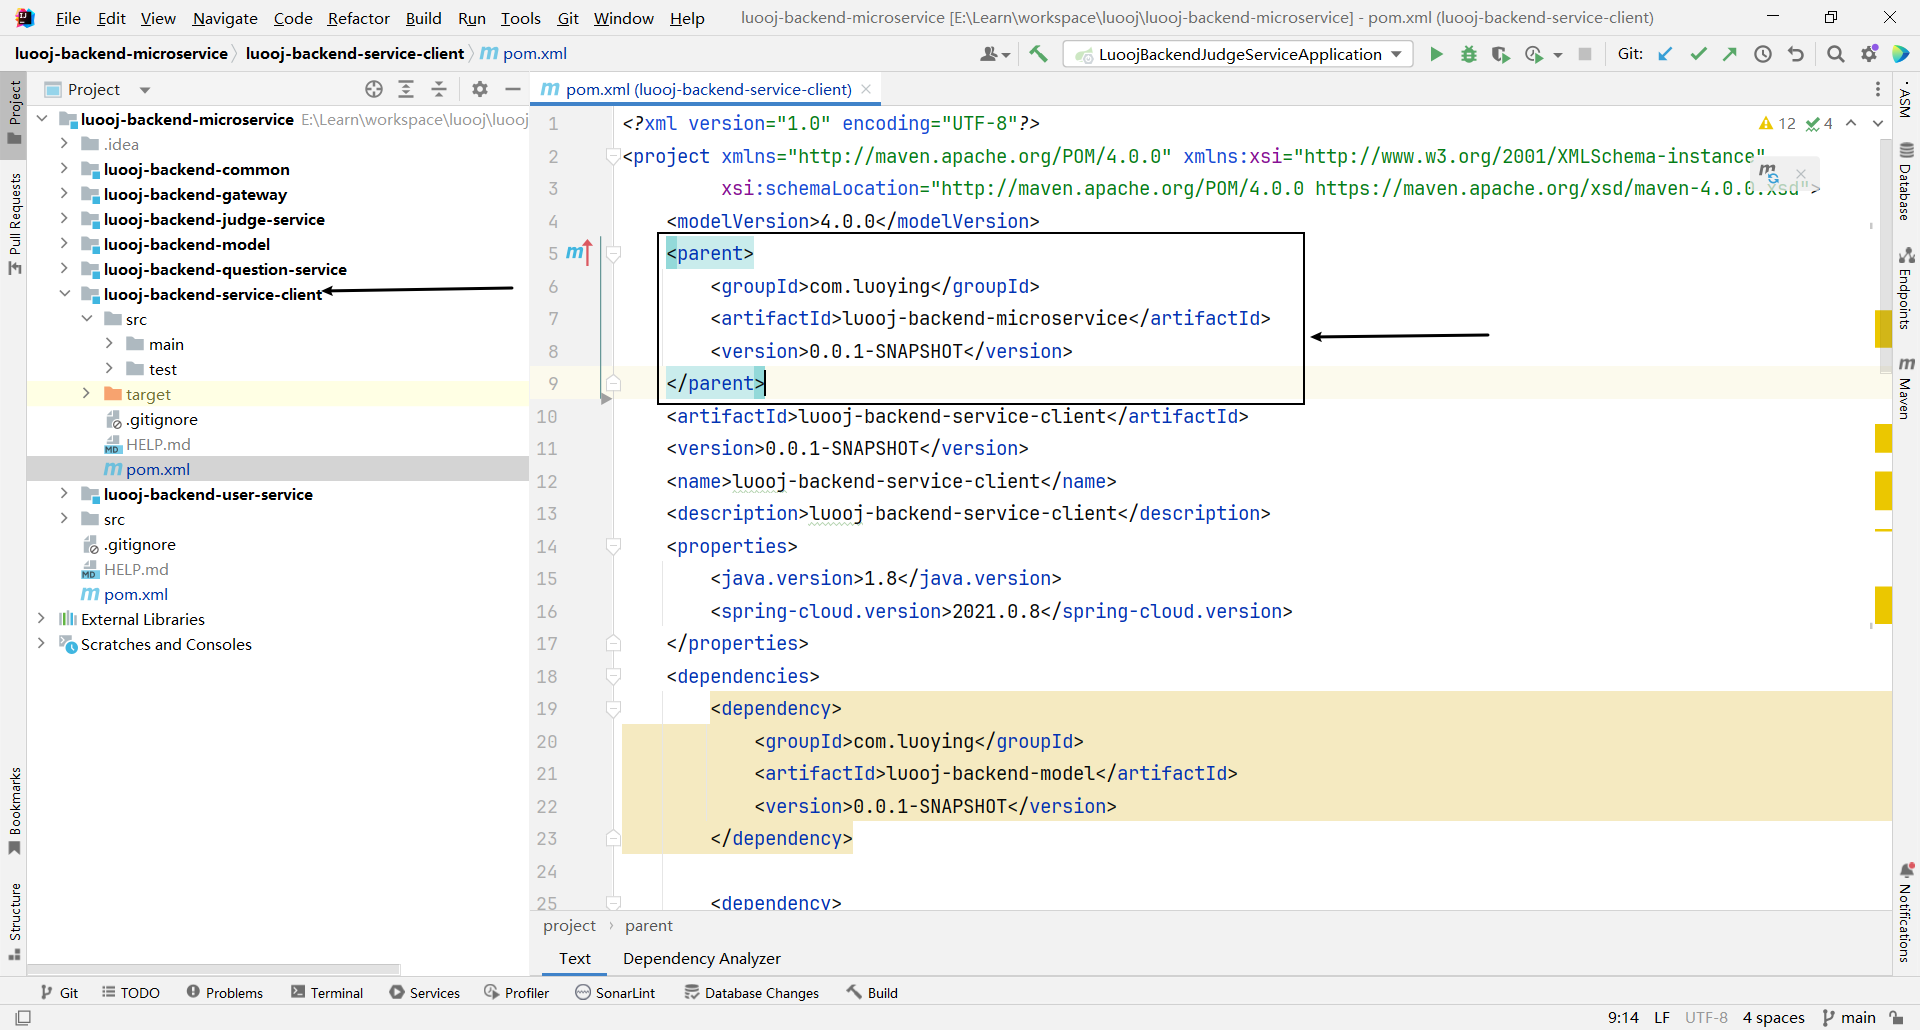 File Edit View Navigate Code Refactor Build Run Tools Git Window Help luooj-backend-microservice [E:\Learn\workspace\luooj\luooj-backend-microservice] - pom.xml (luooj-backend-service-client)
luooj-backend-microservice luooj-backend-service-client pom.xml
LuoojBackendJudgeServiceApplication
Git:
Project
pom.xml (luooj-backend-service-client)
Project
Pull Requests
Bookmarks
Structure
luooj-backend-microservice E:\Learn\workspace\luooj\luooj
.idea
luooj-backend-common
luooj-backend-gateway
luooj-backend-judge-service
luooj-backend-model
luooj-backend-question-service
luooj-backend-service-client
src
main
test
target
.gitignore
HELP.md
pom.xml
luooj-backend-user-service
src
.gitignore
HELP.md
pom.xml
External Libraries
Scratches and Consoles
12 4
1 <?xml version="1.0" encoding="UTF-8"?>
2 <project xmlns="http://maven.apache.org/POM/4.0.0" xmlns:xsi="http://www.w3.org/2001/XMLSchema-instance"
3 xsi:schemaLocation="http://maven.apache.org/POM/4.0.0 https://maven.apache.org/xsd/maven-4.0.0.xsd">
4 <modelVersion>4.0.0</modelVersion>
5 <parent>
6 <groupId>com.luoying</groupId>
7 <artifactId>luooj-backend-microservice</artifactId>
8 <version>0.0.1-SNAPSHOT</version>
9 </parent>
10 <artifactId>luooj-backend-service-client</artifactId>
11 <version>0.0.1-SNAPSHOT</version>
12 <name>luooj-backend-service-client</name>
13 <description>luooj-backend-service-client</description>
14 <properties>
15 <java.version>1.8</java.version>
16 <spring-cloud.version>2021.0.8</spring-cloud.version>
17 </properties>
18 <dependencies>
19 <dependency>
20 <groupId>com.luoying</groupId>
21 <artifactId>luooj-backend-model</artifactId>
22 <version>0.0.1-SNAPSHOT</version>
23 </dependency>
24
25 <dependency>
project parent
Text Dependency Analyzer
ASM
Database
Endpoints
Maven
Notifications
Git TODO Problems Terminal Services Profiler SonarLint Database Changes Build
9:14 LF UTF-8 4 spaces main